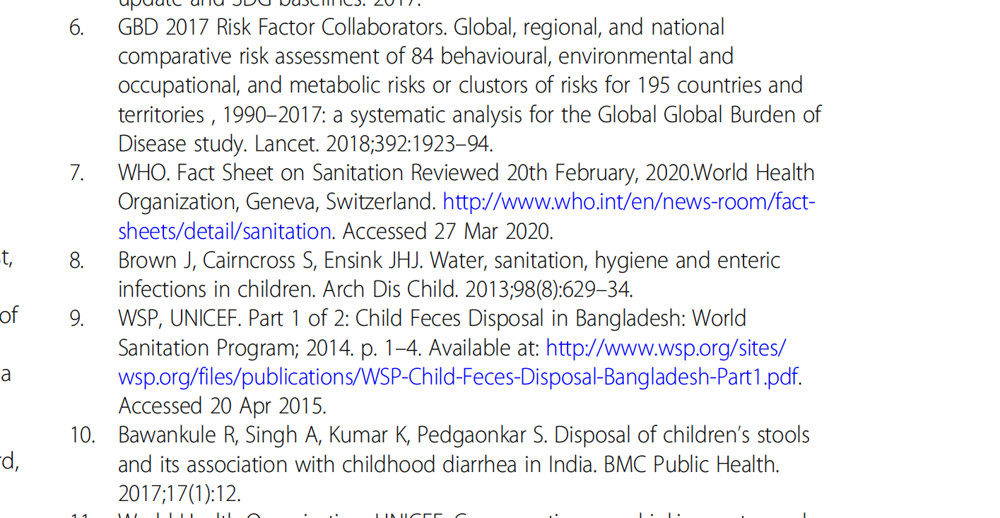 update and SDG baselines. 2017.
6. GBD 2017 Risk Factor Collaborators. Global, regional, and national
comparative risk assessment of 84 behavioural, environmental and
occupational, and metabolic risks or clustors of risks for 195 countries and
territories , 1990–2017: a systematic analysis for the Global Global Burden of
Disease study. Lancet. 2018;392:1923–94.
7. WHO. Fact Sheet on Sanitation Reviewed 20th February, 2020.World Health
Organization, Geneva, Switzerland. http://www.who.int/en/news-room/fact-
sheets/detail/sanitation. Accessed 27 Mar 2020.
8. Brown J, Cairncross S, Ensink JHJ. Water, sanitation, hygiene and enteric
infections in children. Arch Dis Child. 2013;98(8):629–34.
9. WSP, UNICEF. Part 1 of 2: Child Feces Disposal in Bangladesh: World
Sanitation Program; 2014. p. 1–4. Available at: http://www.wsp.org/sites/
wsp.org/files/publications/WSP-Child-Feces-Disposal-Bangladesh-Part1.pdf.
Accessed 20 Apr 2015.
10. Bawankule R, Singh A, Kumar K, Pedgaonkar S. Disposal of children's stools
and its association with childhood diarrhea in India. BMC Public Health.
2017;17(1):12.
of
a